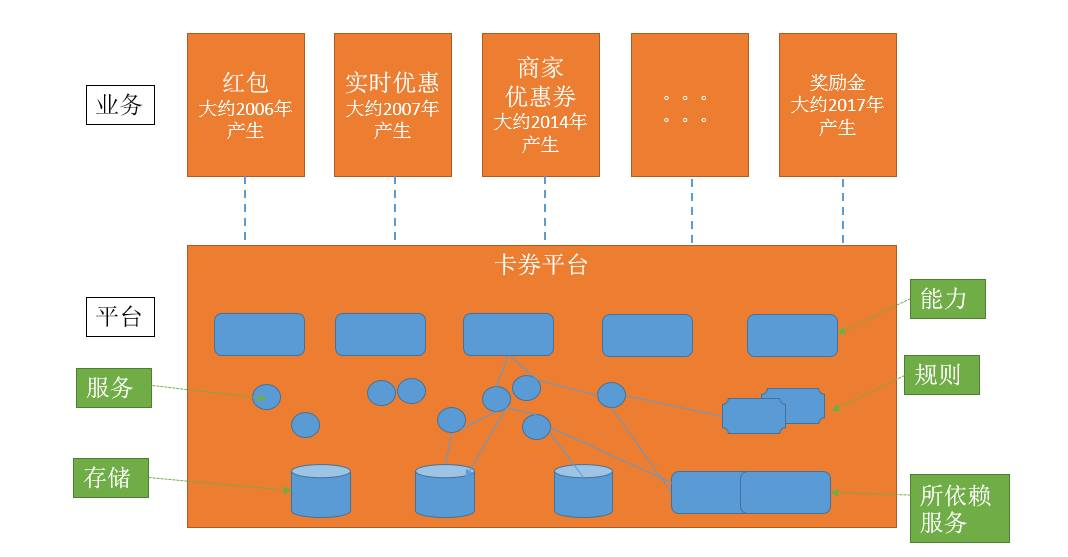 业务
红包
大约2006年
产生
实时优惠
大约2007年
产生
商家
优惠券
大约2014年
产生
。。。
。。。
奖励金
大约2017年
产生
卡券平台
平台
能力
服务
规则
存储
所依赖
服务